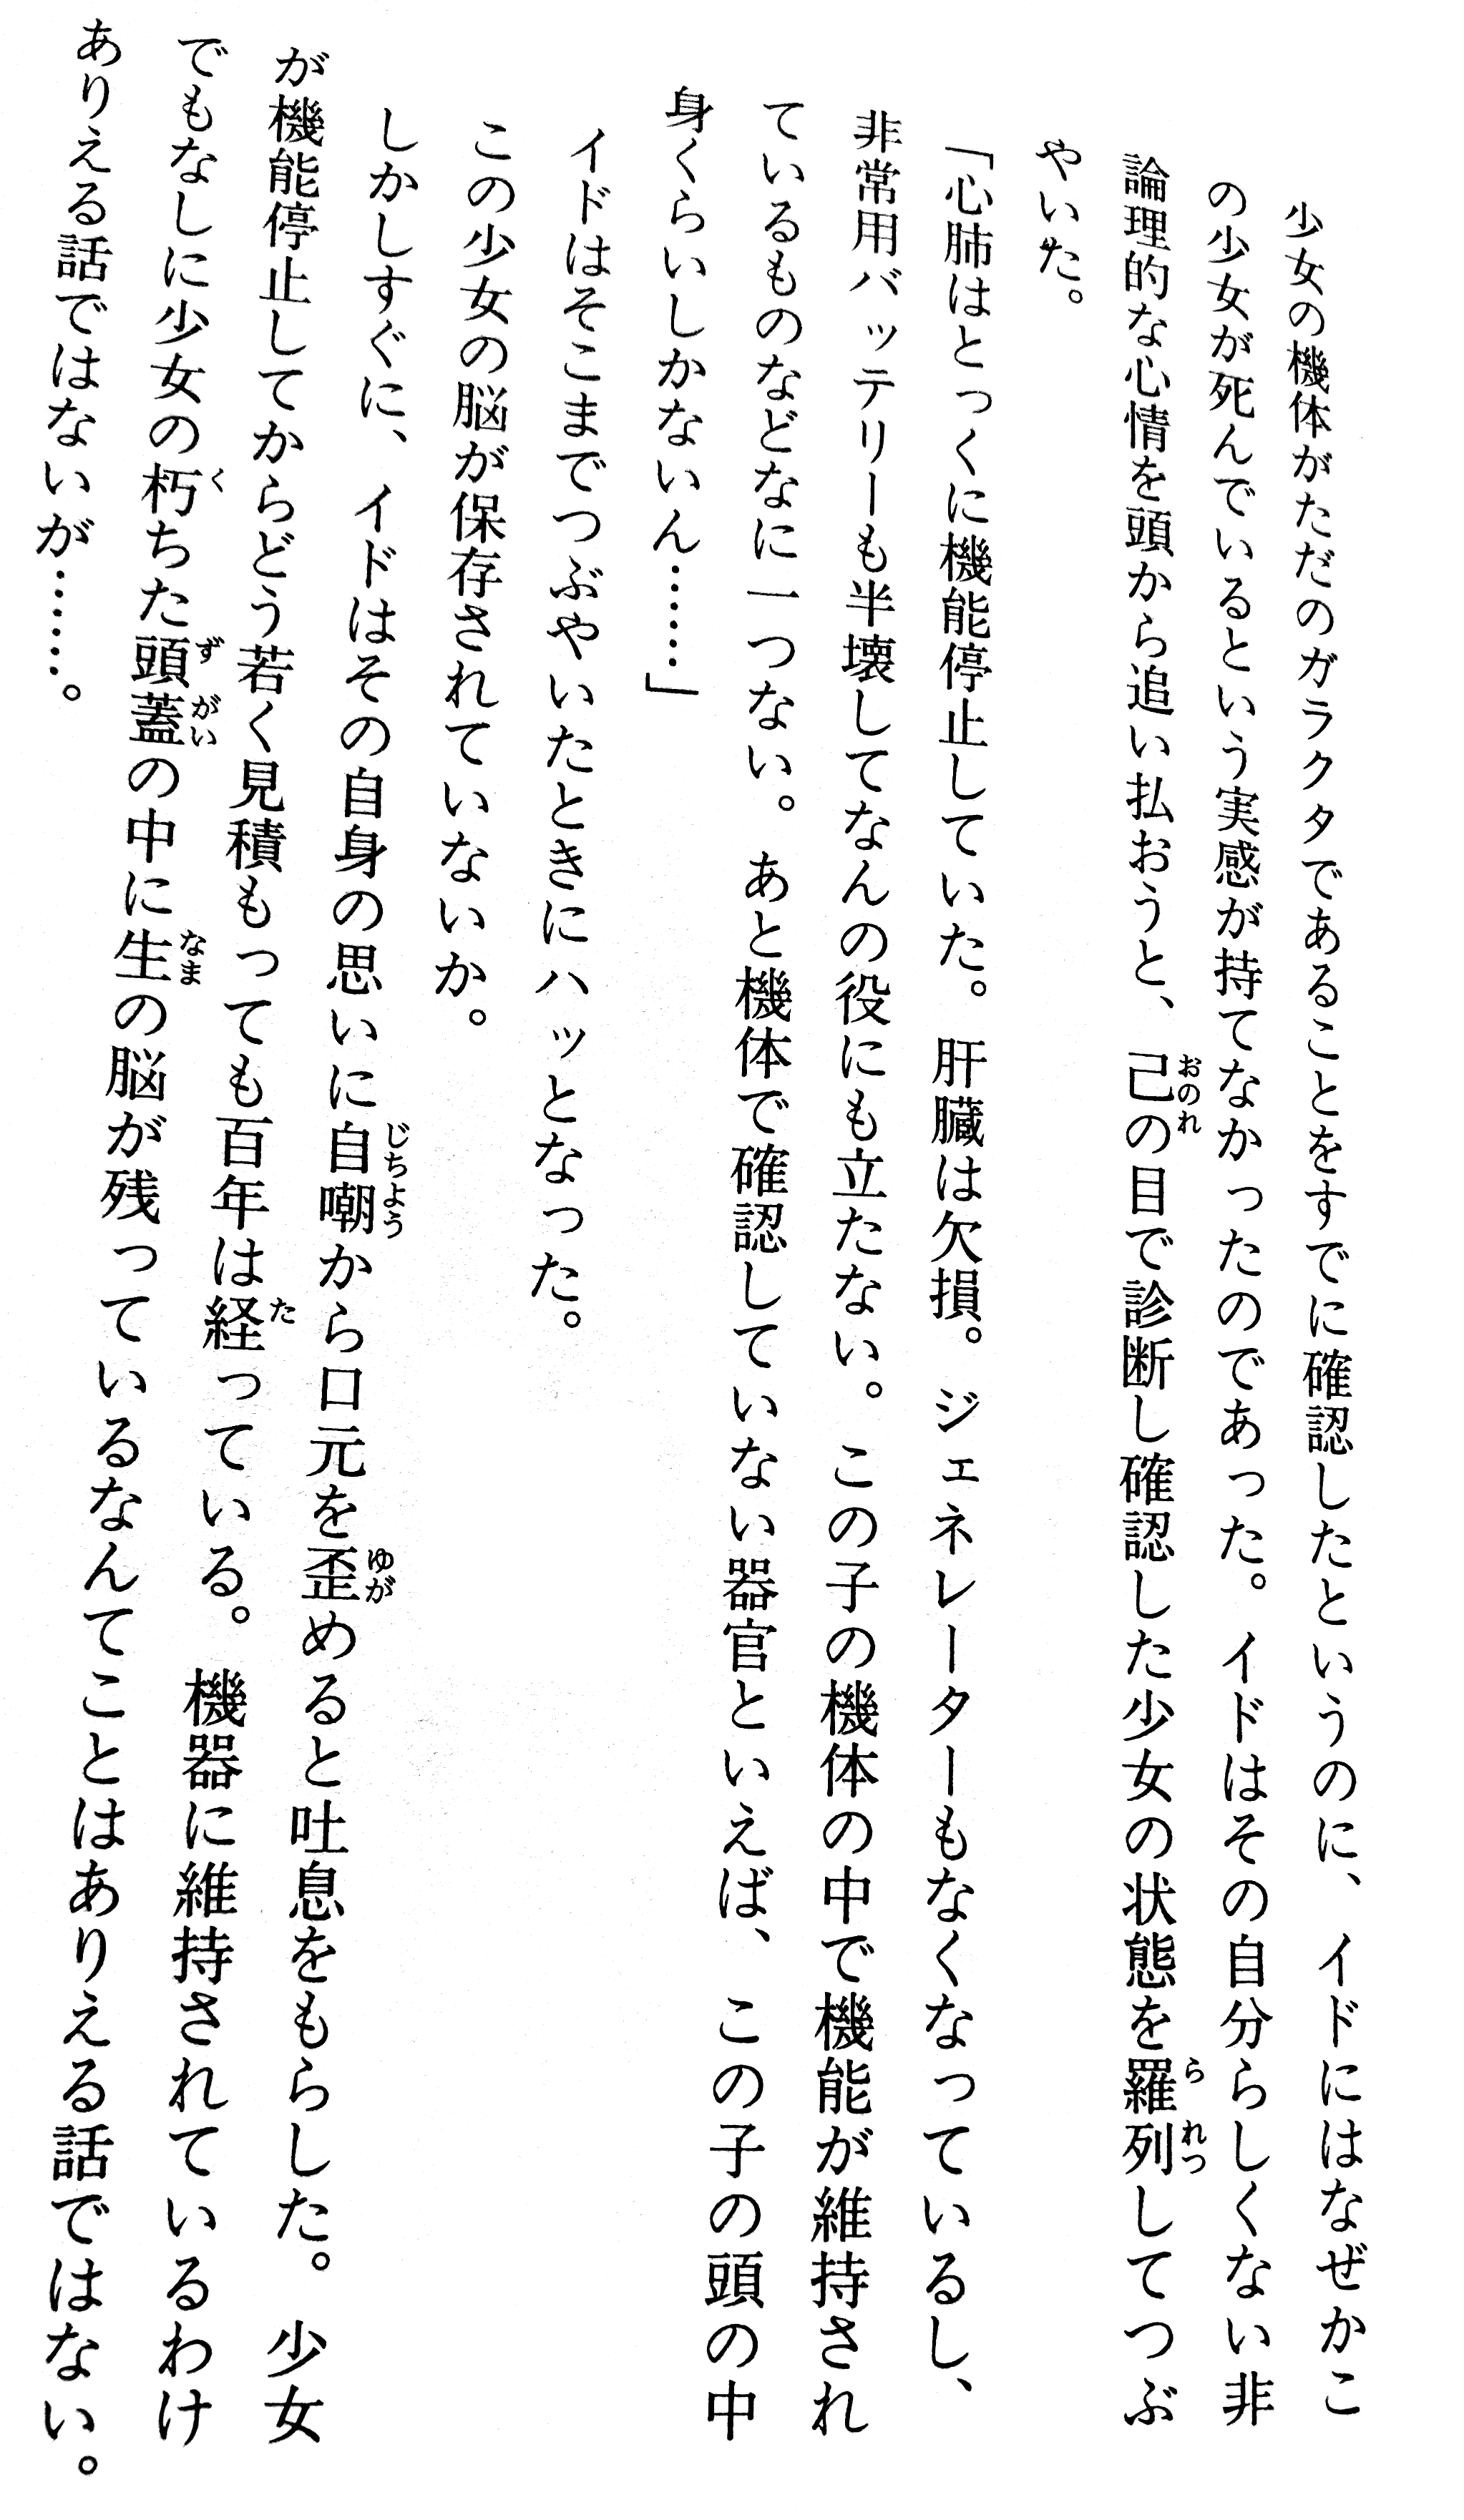 少女の機体がただのガラクタであることをすでに確認したというのに、イドにはなぜかこ
の少女が死んでいるという実感が持てなかったのであった。イドはその自分らしくない非
論理的な心情を頭から追い払おうと、己の目で診断し確認した少女の状態を羅列してつぶ
やいた。
「心肺はとっくに機能停止していた。肝臓は欠損。ジェネレーターもなくなっているし、
非常用バッテリーも半壊してなんの役にも立たない。この子の機体の中で機能が維持され
ているものなどなに一つない。あと機体で確認していない器官といえば、この子の頭の中
身くらいしかないん……」
イドはそこまでつぶやいたときにハッとなった。
この少女の脳が保存されていないか。
しかしすぐに、イドはその自身の思いに自嘲から口元を歪めると吐息をもらした。少女
が機能停止してからどう若く見積もっても百年は経っている。機器に維持されているわけ
でもなしに少女の朽ちた頭蓋の中に生の脳が残っているなんてことはありえる話ではない。
ありえる話ではないが……。